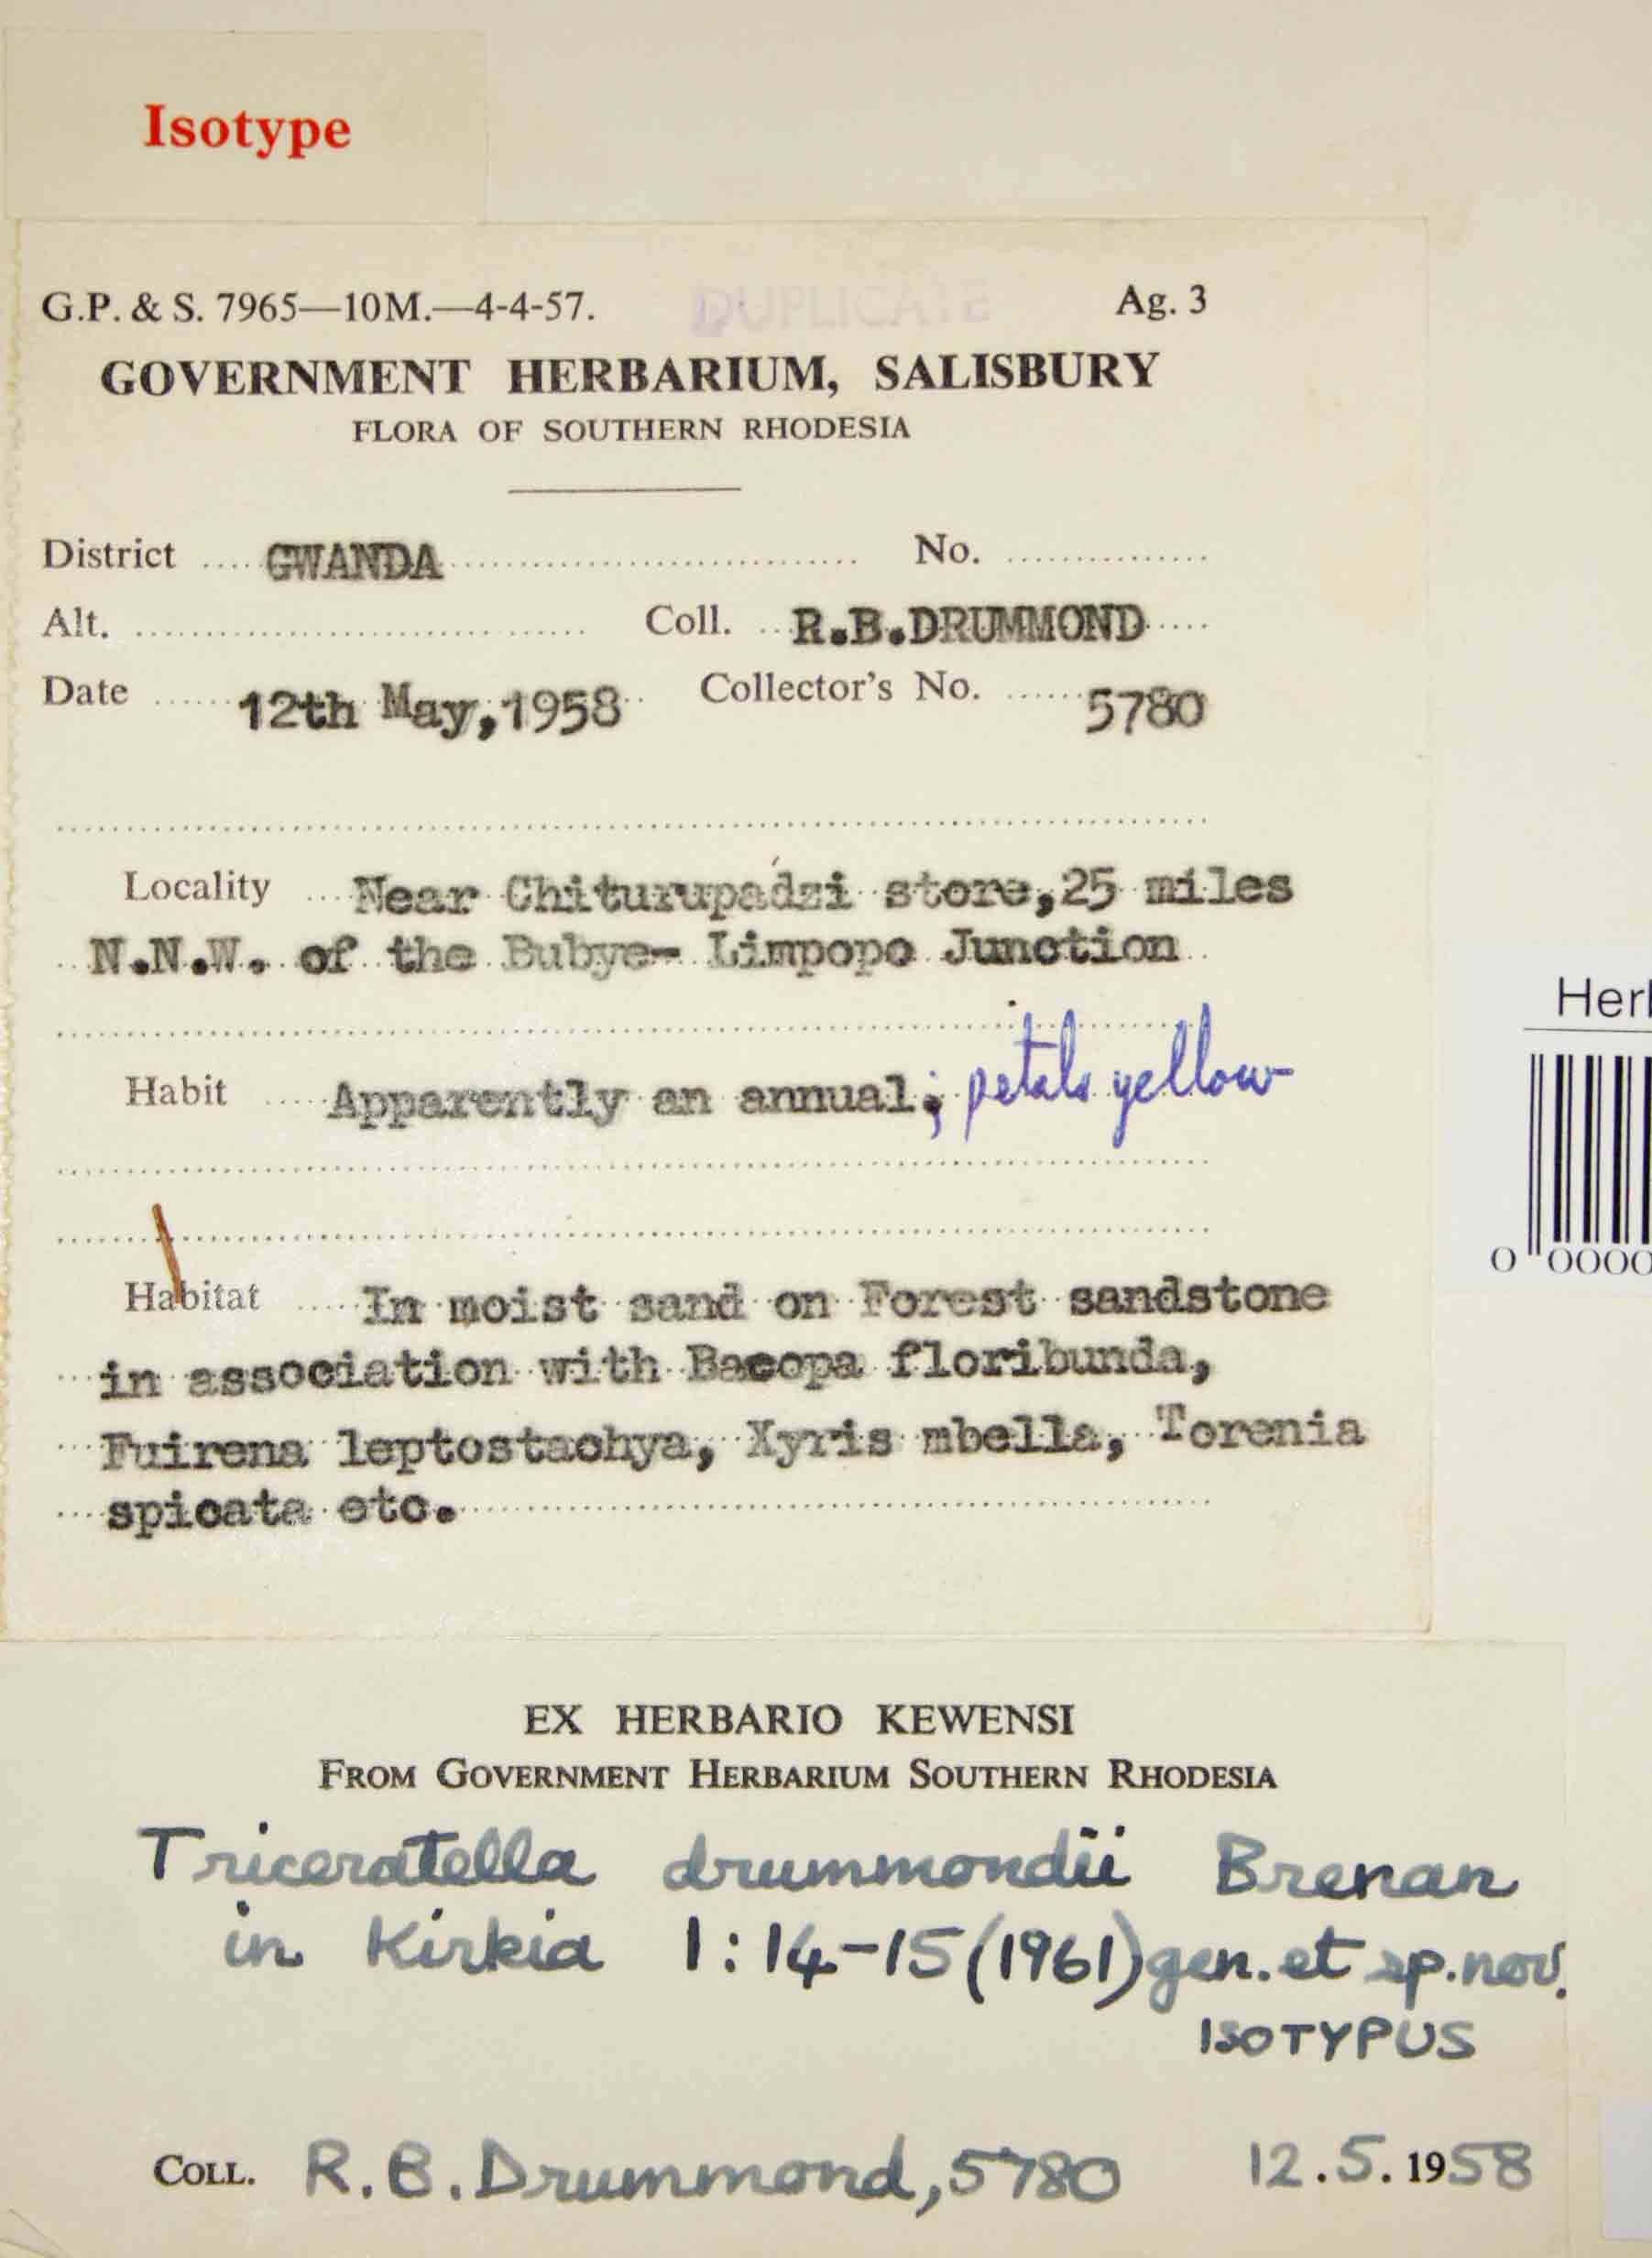 Isotype
G.P. & S. 7965—10M.—4-4-57. DUPLICATE Ag. 3
GOVERNMENT HERBARIUM, SALISBURY
FLORA OF SOUTHERN RHODESIA
District GWANDA No.
Alt. Coll. R.B.DRUMMOND
Date 12th May,1958 Collector's No. 5780
Locality Near Chiturupadzi store,25 miles
N.N.W. of the Bubye- Limpopo Junction
Habit Apparently an annual; petals yellow
Habitat In moist sand on Forest sandstone
in association with Bacopa floribunda,
Fuirena leptostachya, Xyris mbella, Torenia
spicata etc.
Herb
0 0000
EX HERBARIO KEWENSI
FROM GOVERNMENT HERBARIUM SOUTHERN RHODESIA
Triceratella drummondii Brenan
in Kirkia 1:14-15(1961)gen.et sp.nov.
ISOTYPUS
COLL. R.B.Drummond,5780 12.5.1958